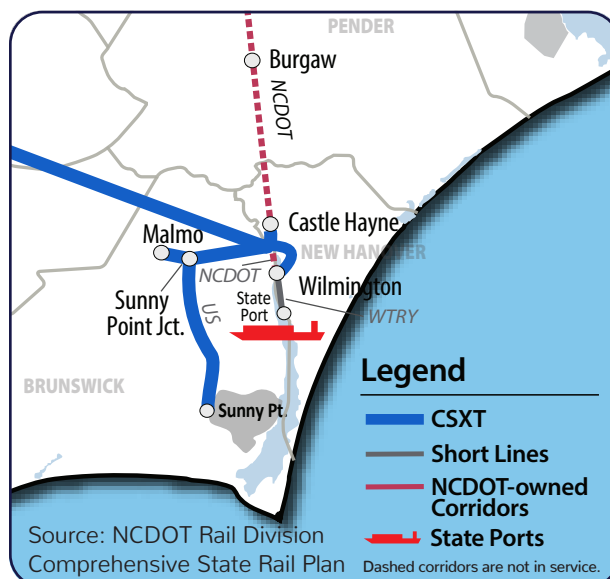 PENDER
Burgaw
NCDOT
Castle Hayne
Malmo
NEW HANOVER
NCDOT
Wilmington
Sunny
Point Jct.
US
State
Port
WTRY
BRUNSWICK
Sunny Pt.
Legend
CSXT
Short Lines
NCDOT-owned
Corridors
State Ports
Dashed corridors are not in service.
Source: NCDOT Rail Division
Comprehensive State Rail Plan